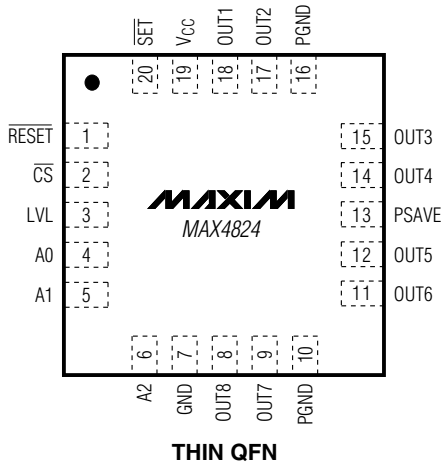 SET
VCC
OUT1
OUT2
PGND
20
19
18
17
16
RESET 1
CS 2
LVL 3
A0 4
A1 5
15 OUT3
14 OUT4
13 PSAVE
12 OUT5
11 OUT6
MAXIM
MAX4824
6
7
8
9
10
A2
GND
OUT8
OUT7
PGND
THIN QFN